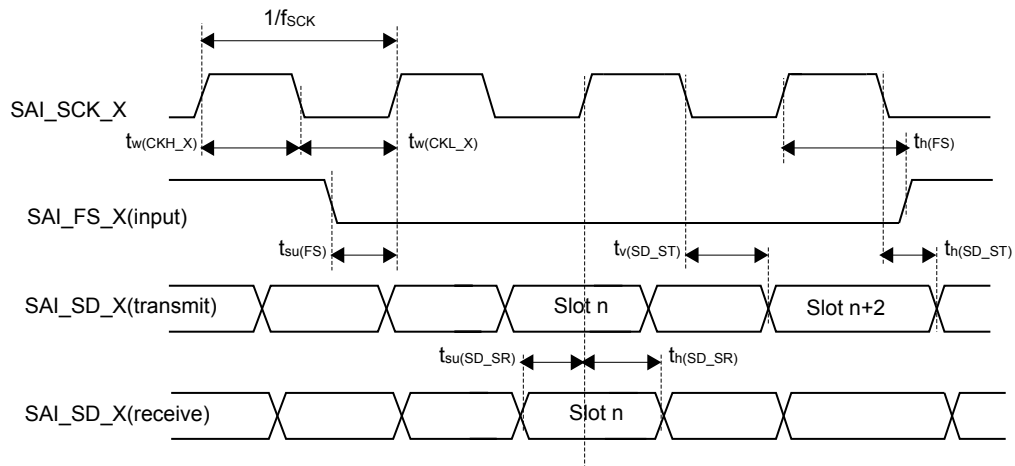 1/fSCK
SAI_SCK_X
tw(CKH_X)
tw(CKL_X)
th(FS)
SAI_FS_X(input)
tsu(FS)
tv(SD_ST)
th(SD_ST)
SAI_SD_X(transmit)
Slot n
Slot n+2
tsu(SD_SR)
th(SD_SR)
SAI_SD_X(receive)
Slot n